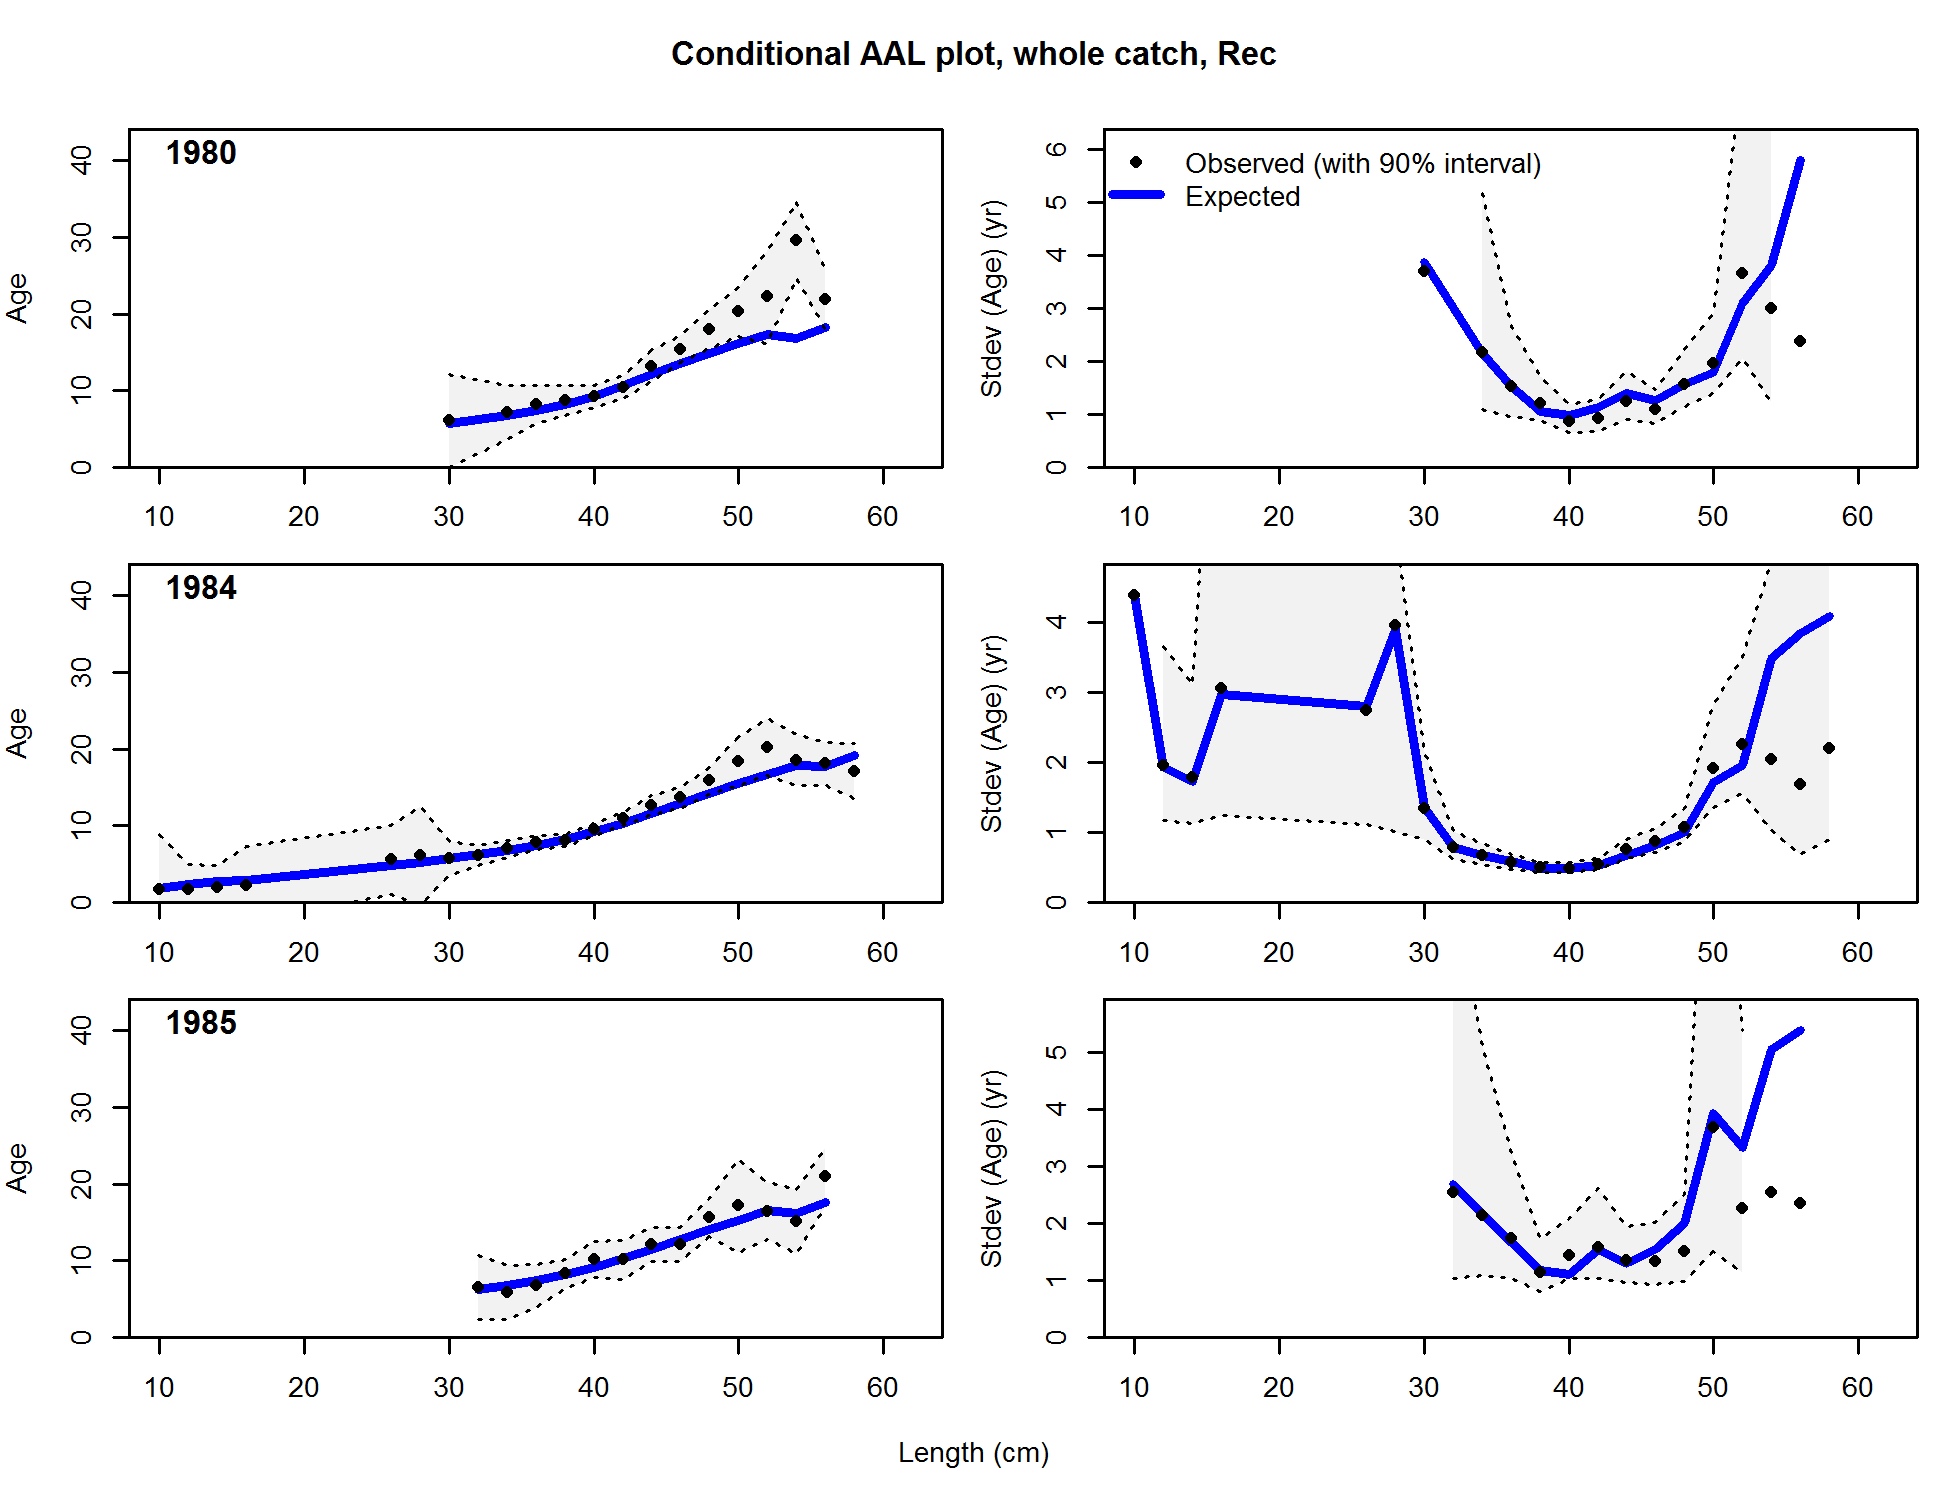 Conditional AAL plot, whole catch, Rec
1980
Age
0 10 20 30 40
10 20 30 40 50 60
Observed (with 90% interval)
Expected
Stdev (Age) (yr)
0 1 2 3 4 5 6
10 20 30 40 50 60
1984
Age
0 10 20 30 40
10 20 30 40 50 60
Stdev (Age) (yr)
0 1 2 3 4
10 20 30 40 50 60
1985
Age
0 10 20 30 40
10 20 30 40 50 60
Stdev (Age) (yr)
0 1 2 3 4 5
10 20 30 40 50 60
Length (cm)